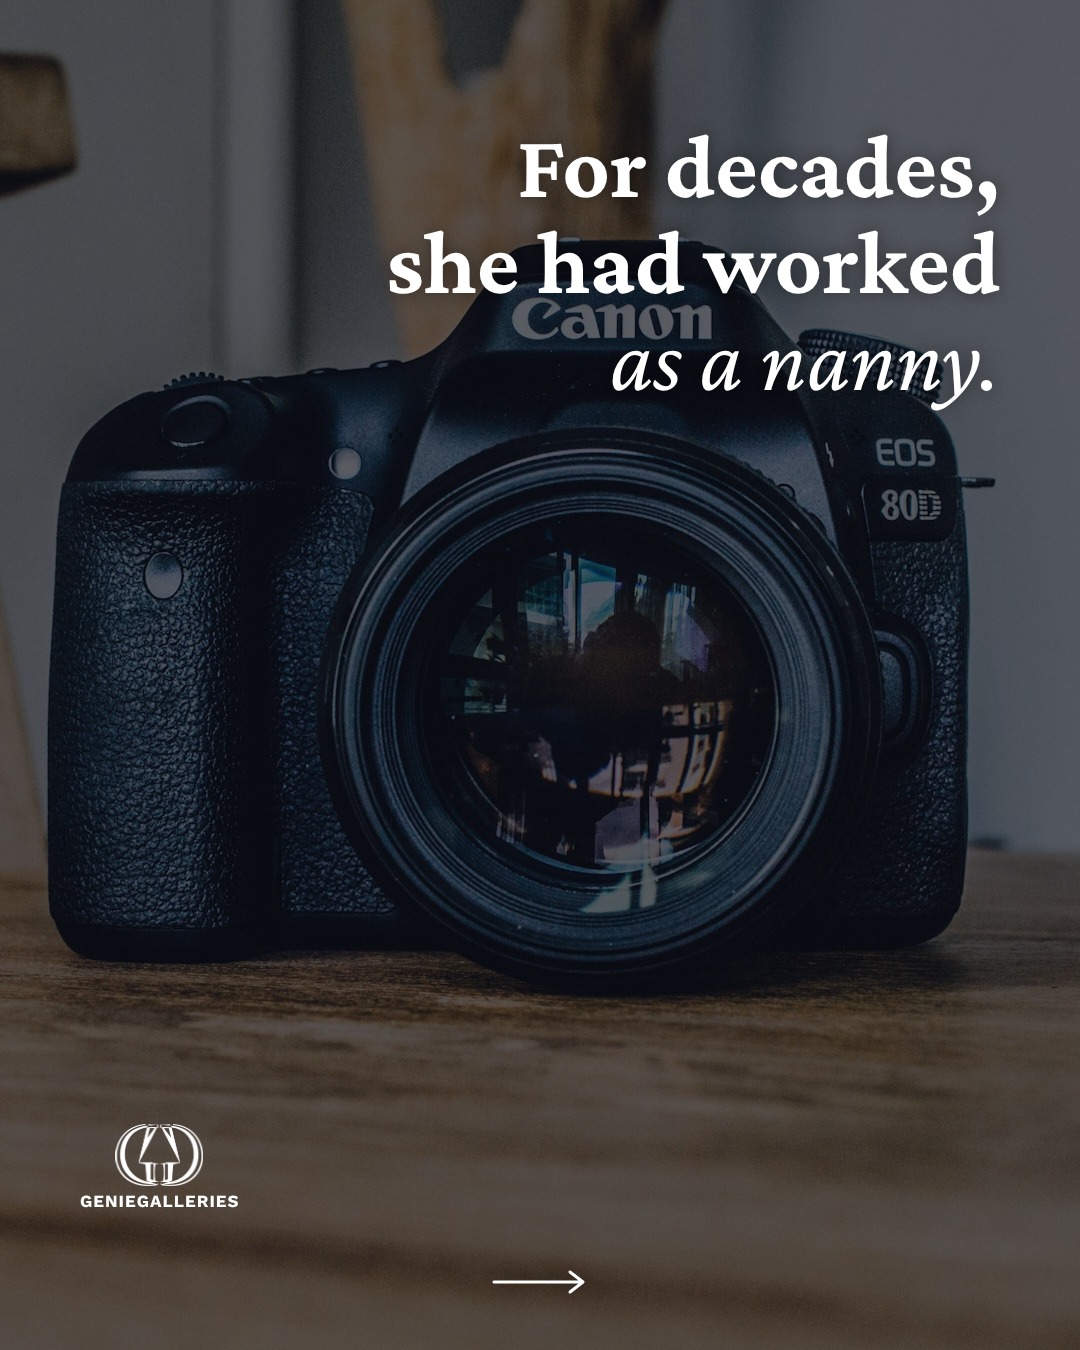 For decades,
she had worked
Canon
as a nanny.
EOS
80D
GENIEGALLERIES